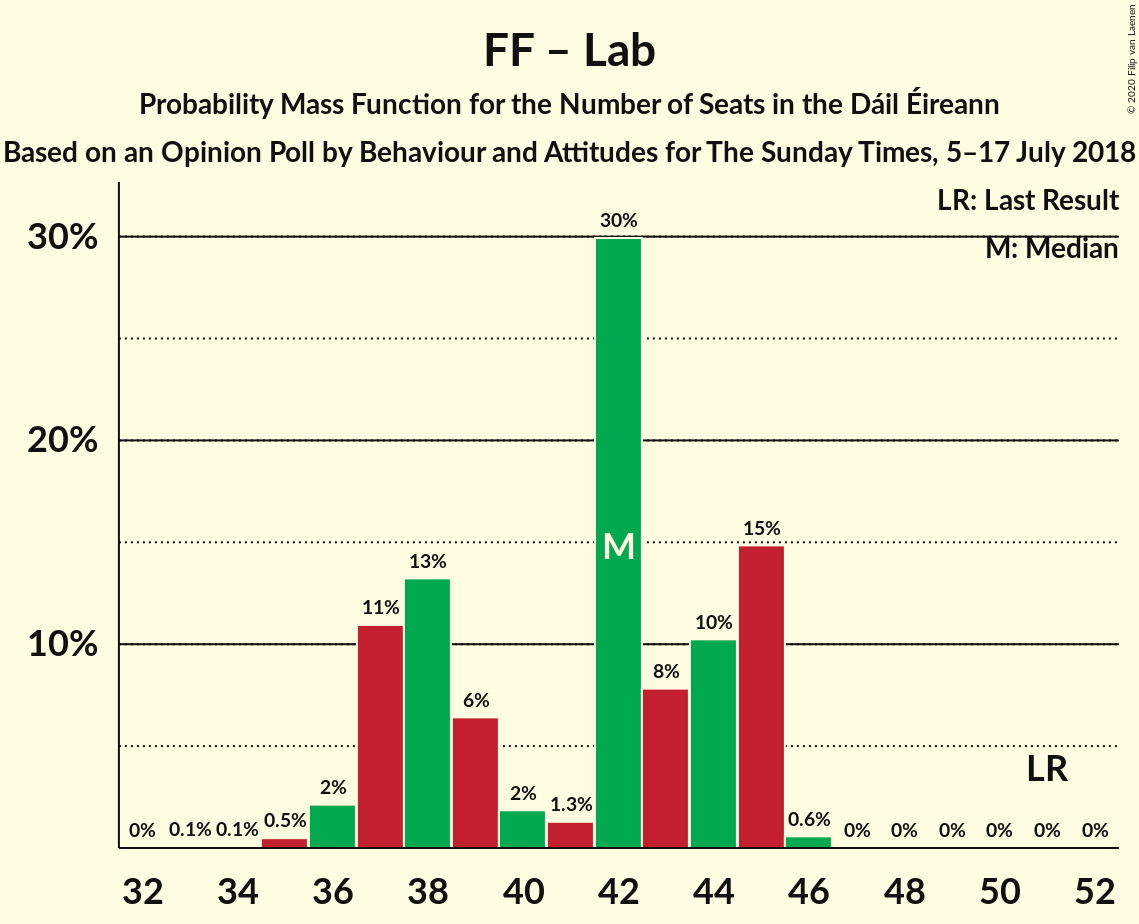 FF – Lab
Probability Mass Function for the Number of Seats in the Dáil Éireann
Based on an Opinion Poll by Behaviour and Attitudes for The Sunday Times, 5–17 July 2018
© 2020 Filip van Laenen
LR: Last Result
M: Median
30%
20%
10%
0%
0.1%
0.1%
0.5%
2%
11%
13%
6%
2%
1.3%
30%
M
8%
10%
15%
0.6%
0%
0%
0%
0%
0%
0%
LR
32 34 36 38 40 42 44 46 48 50 52